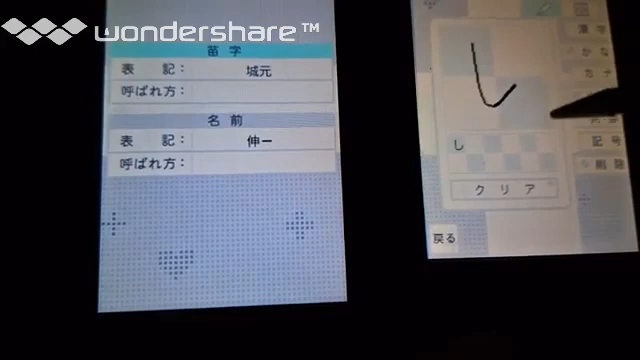 wondershare™
苗字
表記： 城元
呼ばれ方：
名前
表記： 伸一
呼ばれ方：
漢字
かな
カナ
し
記号
クリア
削除
戻る